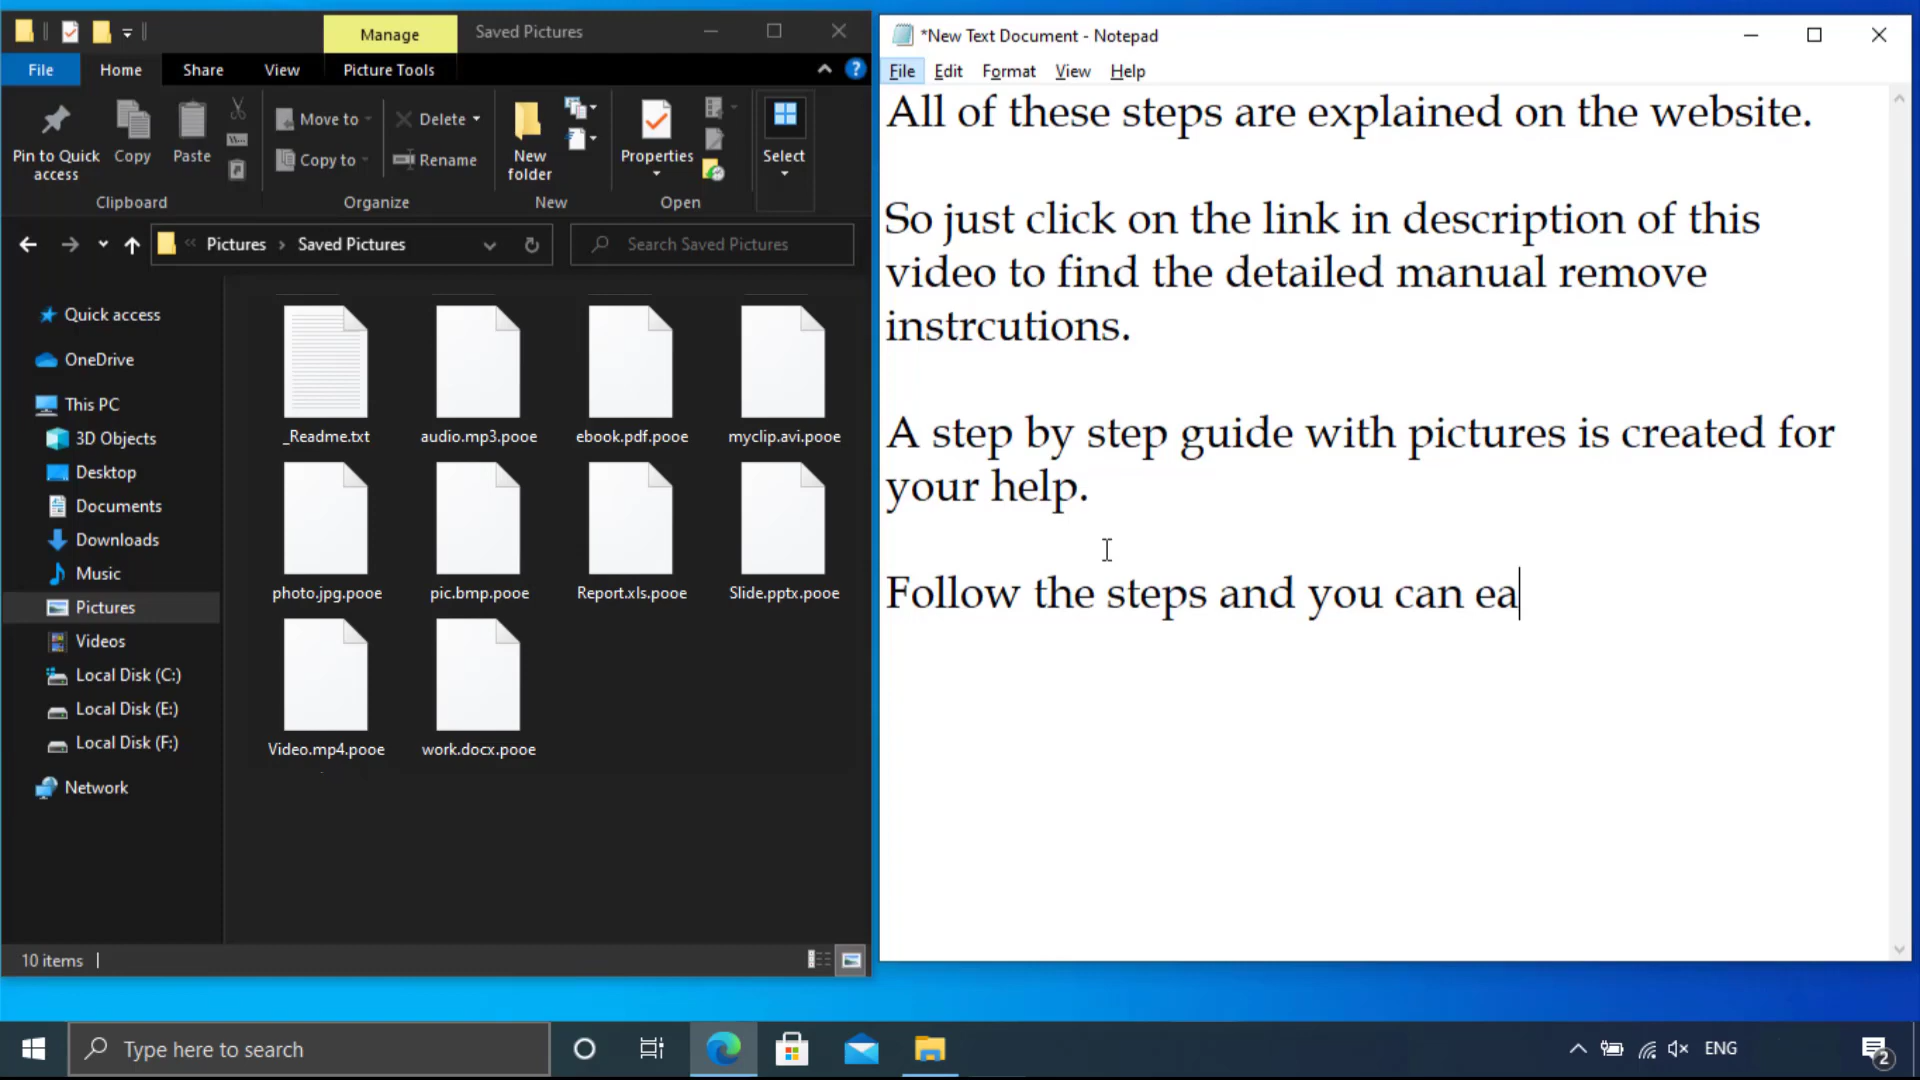 Manage
Saved Pictures
File
Home
Share
View
Picture Tools
?
Pin to Quick
access
Copy
Paste
Move to
Copy to
Delete
Rename
New
folder
Properties
Select
Clipboard
Organize
New
Open
Pictures
Saved Pictures
Search Saved Pictures
Quick access
OneDrive
This PC
3D Objects
Desktop
Documents
Downloads
Music
Pictures
Videos
Local Disk (C:)
Local Disk (E:)
Local Disk (F:)
Network
_Readme.txt
audio.mp3.pooe
ebook.pdf.pooe
myclip.avi.pooe
photo.jpg.pooe
pic.bmp.pooe
Report.xls.pooe
Slide.pptx.pooe
Video.mp4.pooe
work.docx.pooe
10 items
*New Text Document - Notepad
File
Edit
Format
View
Help
All of these steps are explained on the website.
So just click on the link in description of this
video to find the detailed manual remove
instrcutions.
A step by step guide with pictures is created for
your help.
Follow the steps and you can ea
Type here to search
ENG
2